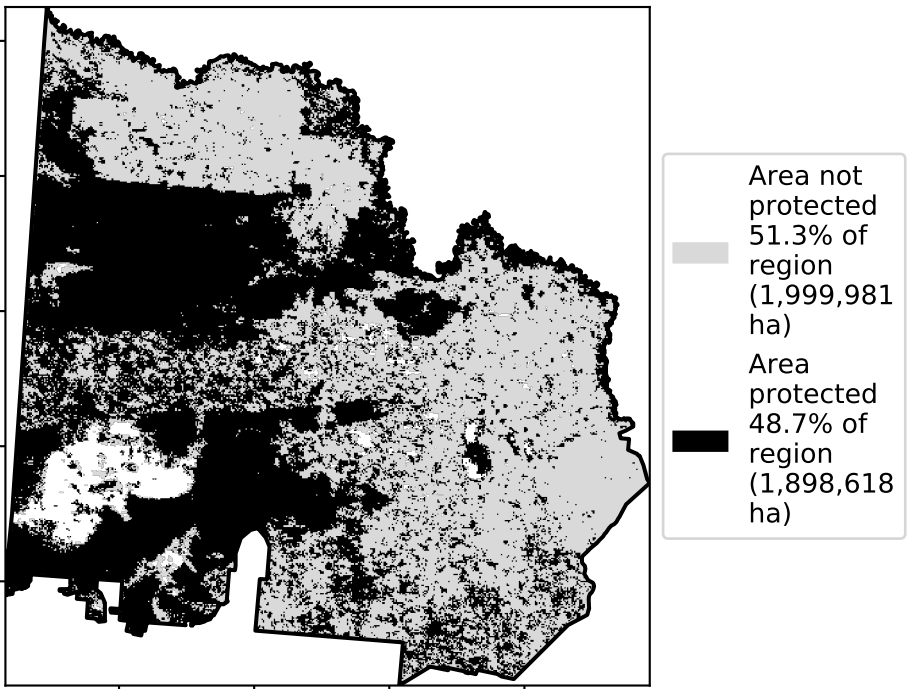 Area not
protected
51.3% of
region
(1,999,981
ha)
Area
protected
48.7% of
region
(1,898,618
ha)